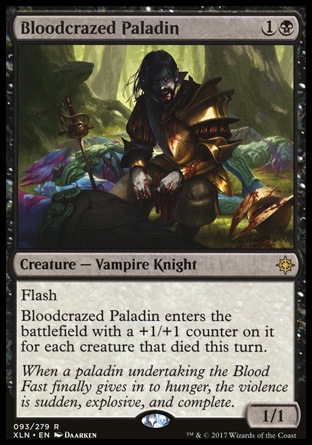 Bloodcrazed Paladin 1
Creature — Vampire Knight
Flash
Bloodcrazed Paladin enters the
battlefield with a +1/+1 counter on it
for each creature that died this turn.
When a paladin undertaking the Blood
Fast finally gives in to hunger, the violence
is sudden, explosive, and complete.
1/1
093/279 R
XLN • EN Daarken
™ & © 2017 Wizards of the Coast